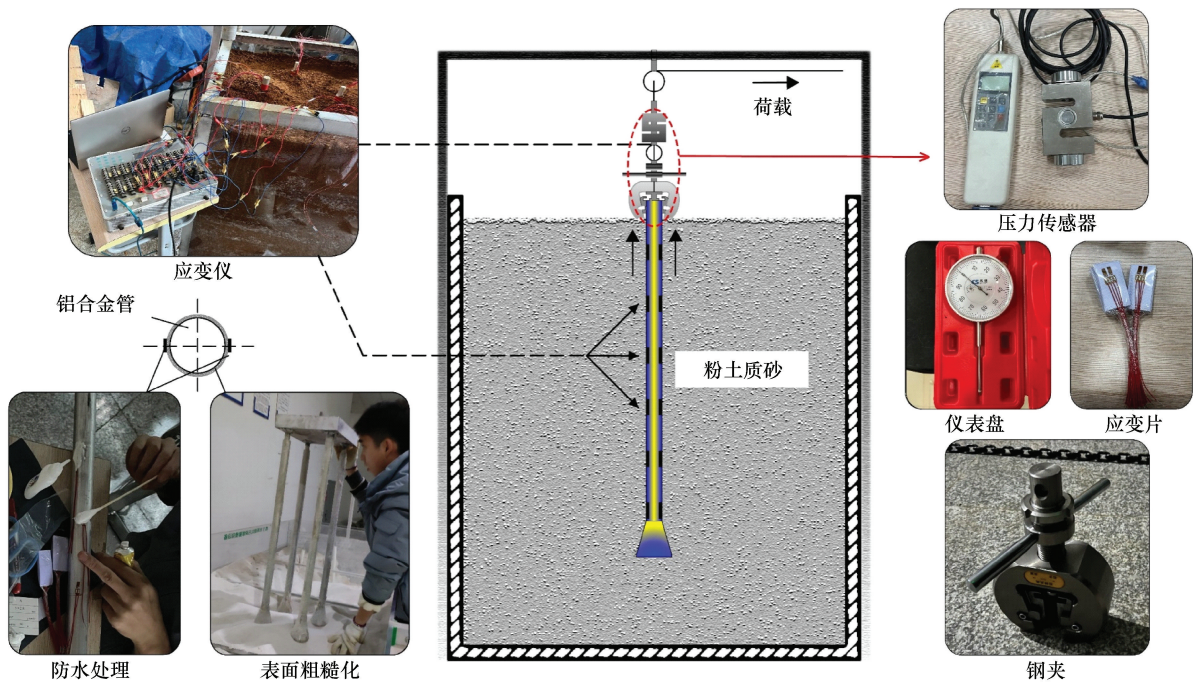 荷载
压力传感器
应变仪
铝合金管
粉土质砂
仪表盘
应变片
防水处理
表面粗糙化
钢夹